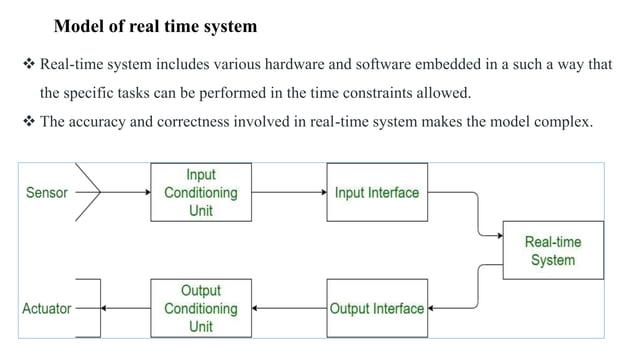 Model of real time system
❖ Real-time system includes various hardware and software embedded in a such a way that
the specific tasks can be performed in the time constraints allowed.
❖ The accuracy and correctness involved in real-time system makes the model complex.
Sensor
Input
Conditioning
Unit
Input Interface
Real-time
System
Actuator
Output
Conditioning
Unit
Output Interface